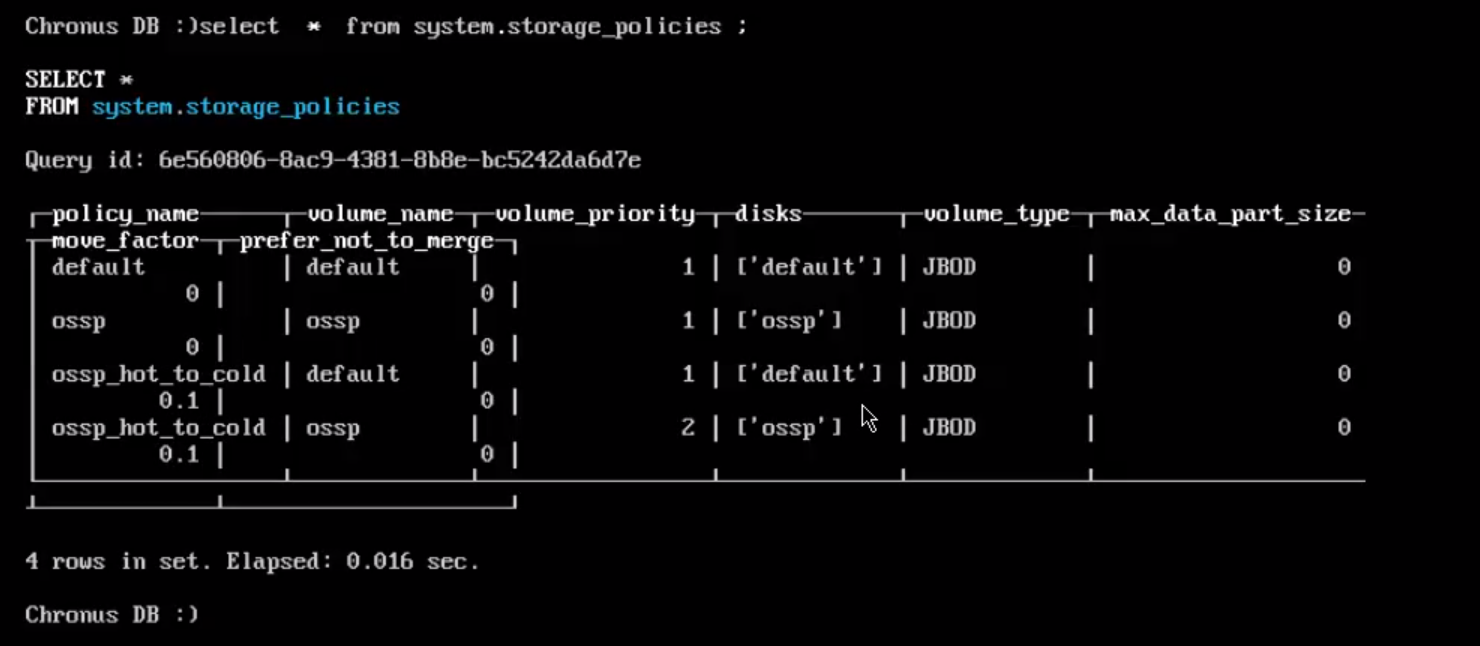 Chronus DB :)select  *  from system.storage_policies ;
SELECT *
FROM system.storage_policies
Query id: 6e560806-8ac9-4381-8b8e-bc5242da6d7e
policy_name volume_name volume_priority disks volume_type max_data_part_size
move_factor prefer_not_to_merge
default | default | 1 | ['default'] | JBOD | 0
0 | 0 |
ossp | ossp | 1 | ['ossp'] | JBOD | 0
0 | 0 |
ossp_hot_to_cold | default | 1 | ['default'] | JBOD | 0
0.1 | 0 |
ossp_hot_to_cold | ossp | 2 | ['ossp'] | JBOD | 0
0.1 | 0 |
4 rows in set. Elapsed: 0.016 sec.
Chronus DB :)